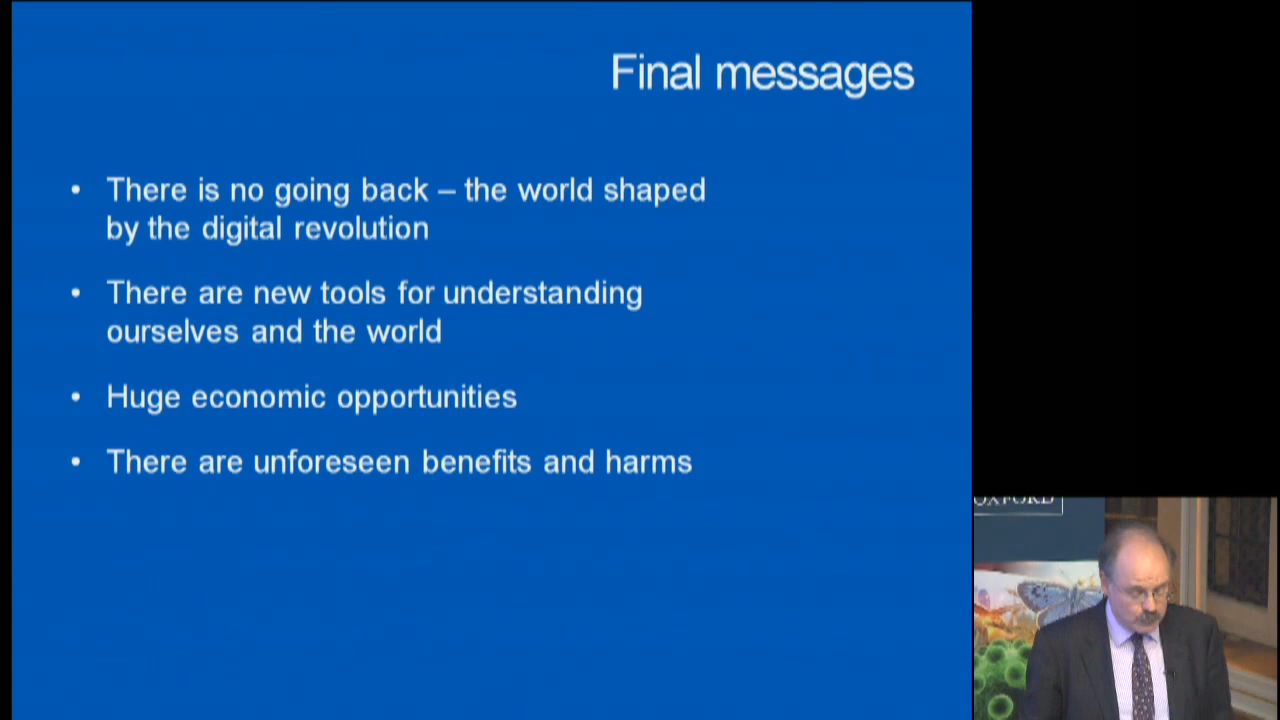 Final messages
• There is no going back – the world shaped
by the digital revolution
• There are new tools for understanding
ourselves and the world
• Huge economic opportunities
• There are unforeseen benefits and harms
OXFORD